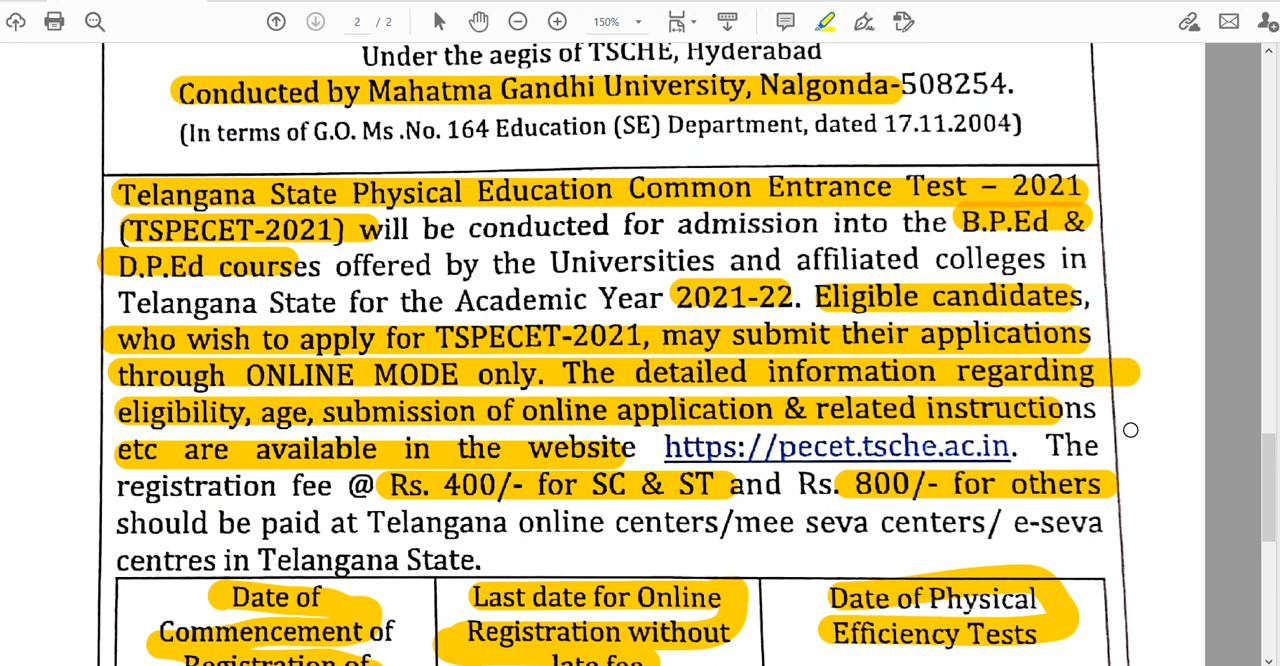 2 / 2
150%
Under the aegis of TSCHE, Hyderabad
Conducted by Mahatma Gandhi University, Nalgonda-508254.
(In terms of G.O. Ms .No. 164 Education (SE) Department, dated 17.11.2004)
Telangana State Physical Education Common Entrance Test – 2021
(TSPECET-2021) will be conducted for admission into the B.P.Ed &
D.P.Ed courses offered by the Universities and affiliated colleges in
Telangana State for the Academic Year 2021-22. Eligible candidates,
who wish to apply for TSPECET-2021, may submit their applications
through ONLINE MODE only. The detailed information regarding
eligibility, age, submission of online application & related instructions
etc are available in the website https://pecet.tsche.ac.in. The
registration fee @ Rs. 400/- for SC & ST and Rs. 800/- for others
should be paid at Telangana online centers/mee seva centers/ e-seva
centres in Telangana State.
Date of
Commencement of
Registration of
Last date for Online
Registration without
late fee
Date of Physical
Efficiency Tests